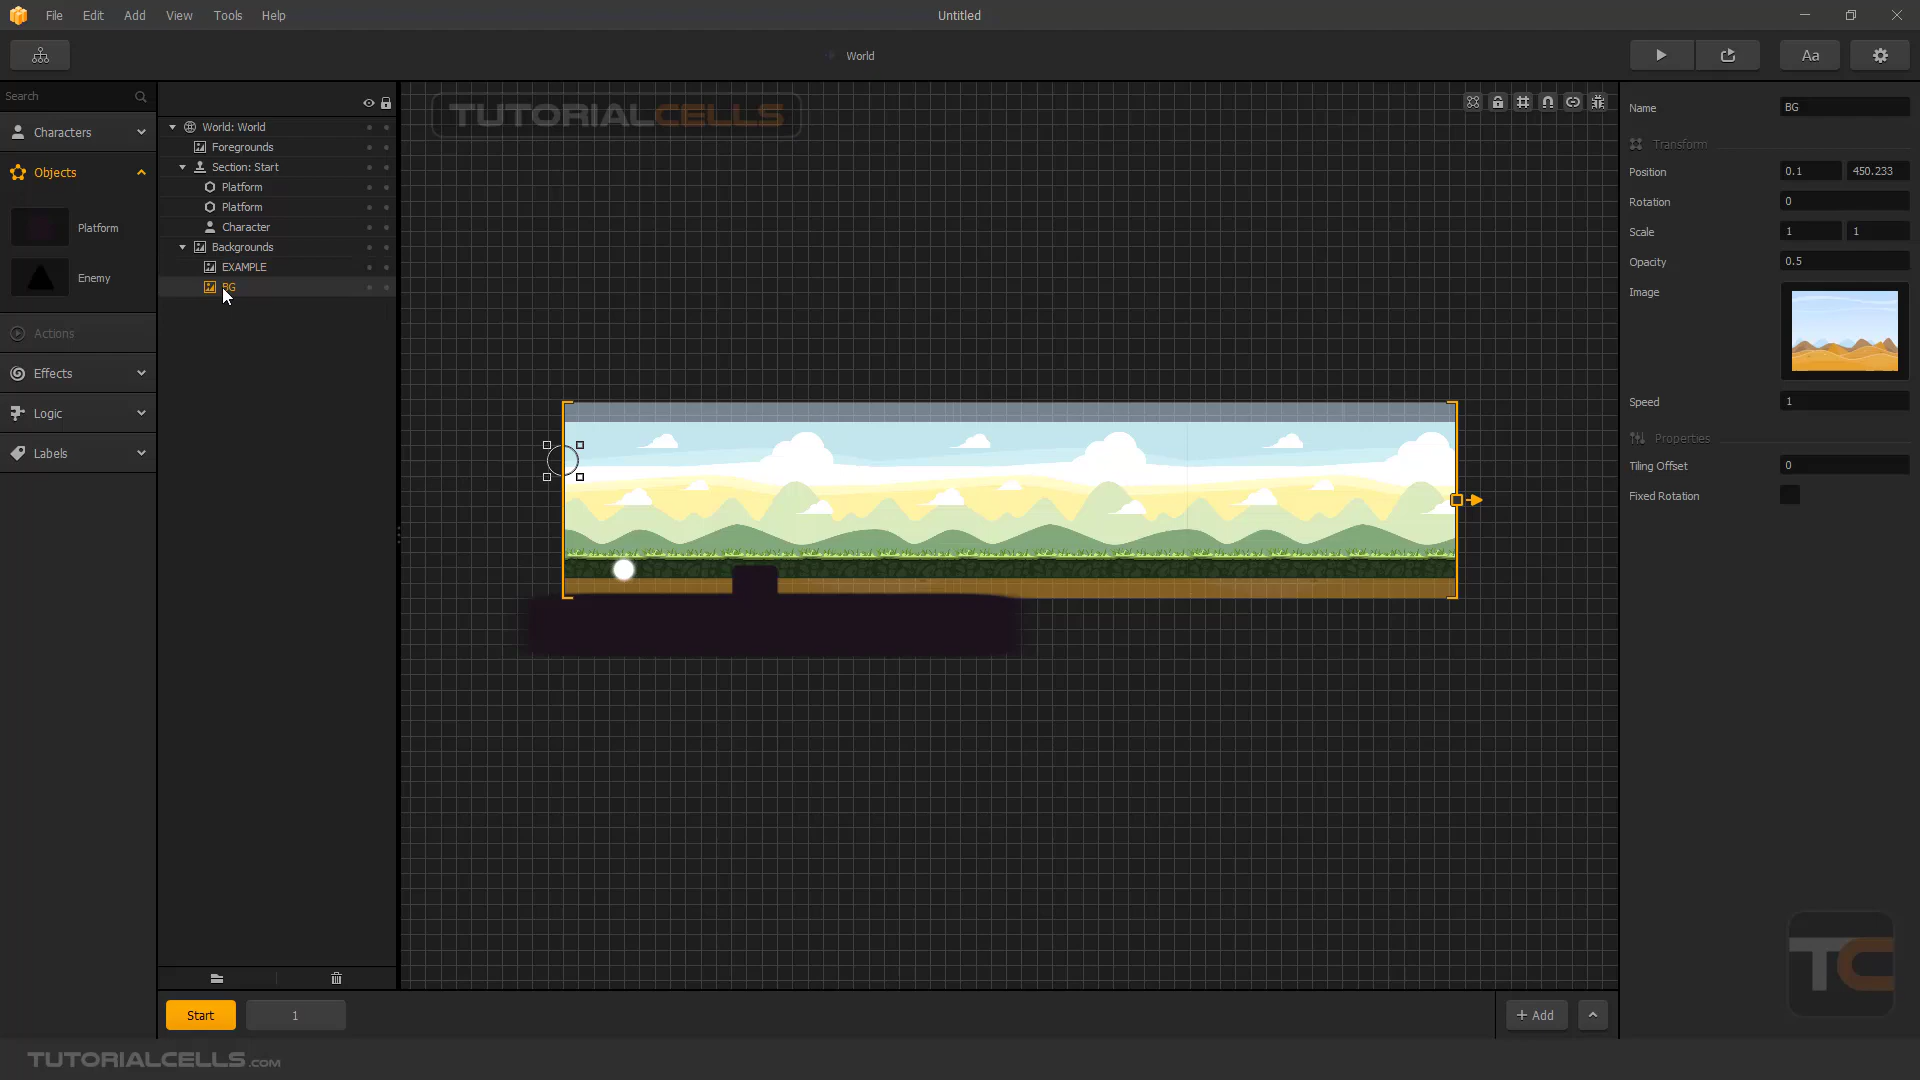 File Edit Add View Tools Help
Untitled
World
Aa
Search
TUTORIALCELLS
Name BG
World: World
Characters
Foregrounds
Transform
Section: Start
Position 0.1 450.233
Objects
Platform
Rotation 0
Platform
Platform
Character
Scale 1 1
Backgrounds
Opacity 0.5
EXAMPLE
Enemy
BG
Image
Actions
Effects
Speed 1
Logic
Properties
Labels
Tiling Offset 0
Fixed Rotation
TC
Start 1
+ Add
TUTORIALCELLS.COM